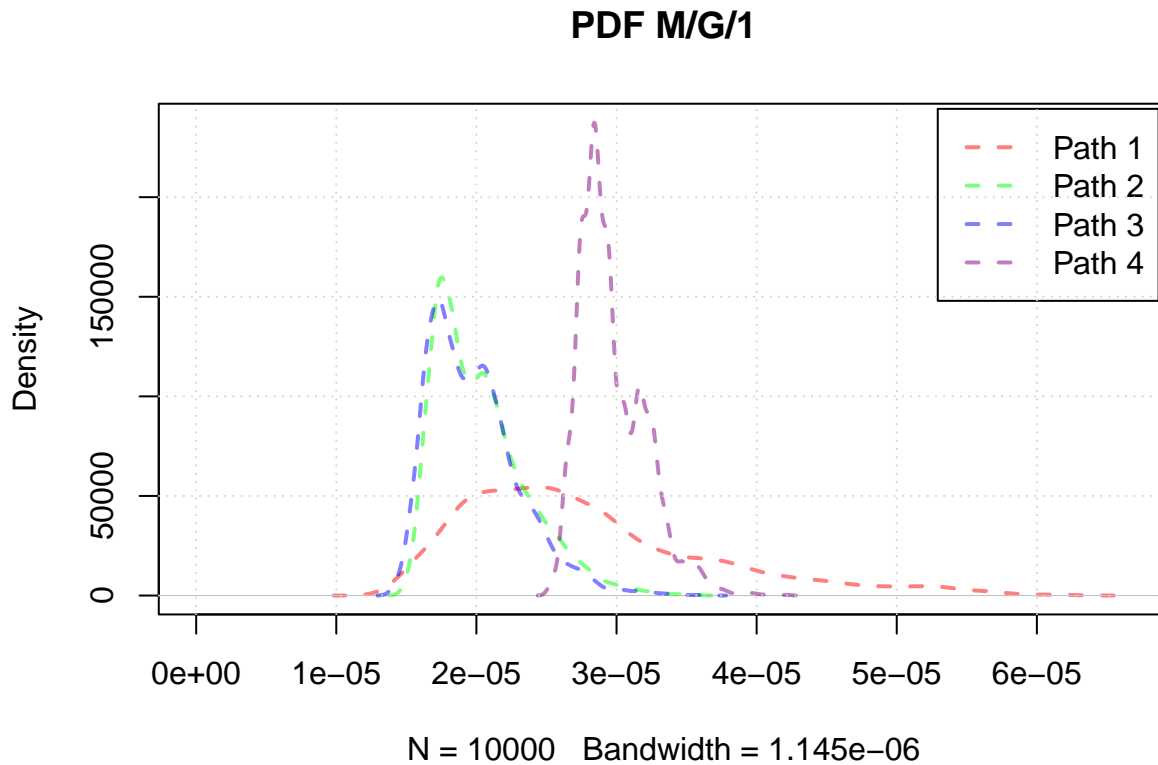 PDF M/G/1
Path 1
Path 2
Path 3
Path 4
Density
0
50000
150000
0e+00 1e−05 2e−05 3e−05 4e−05 5e−05 6e−05
N = 10000 Bandwidth = 1.145e−06